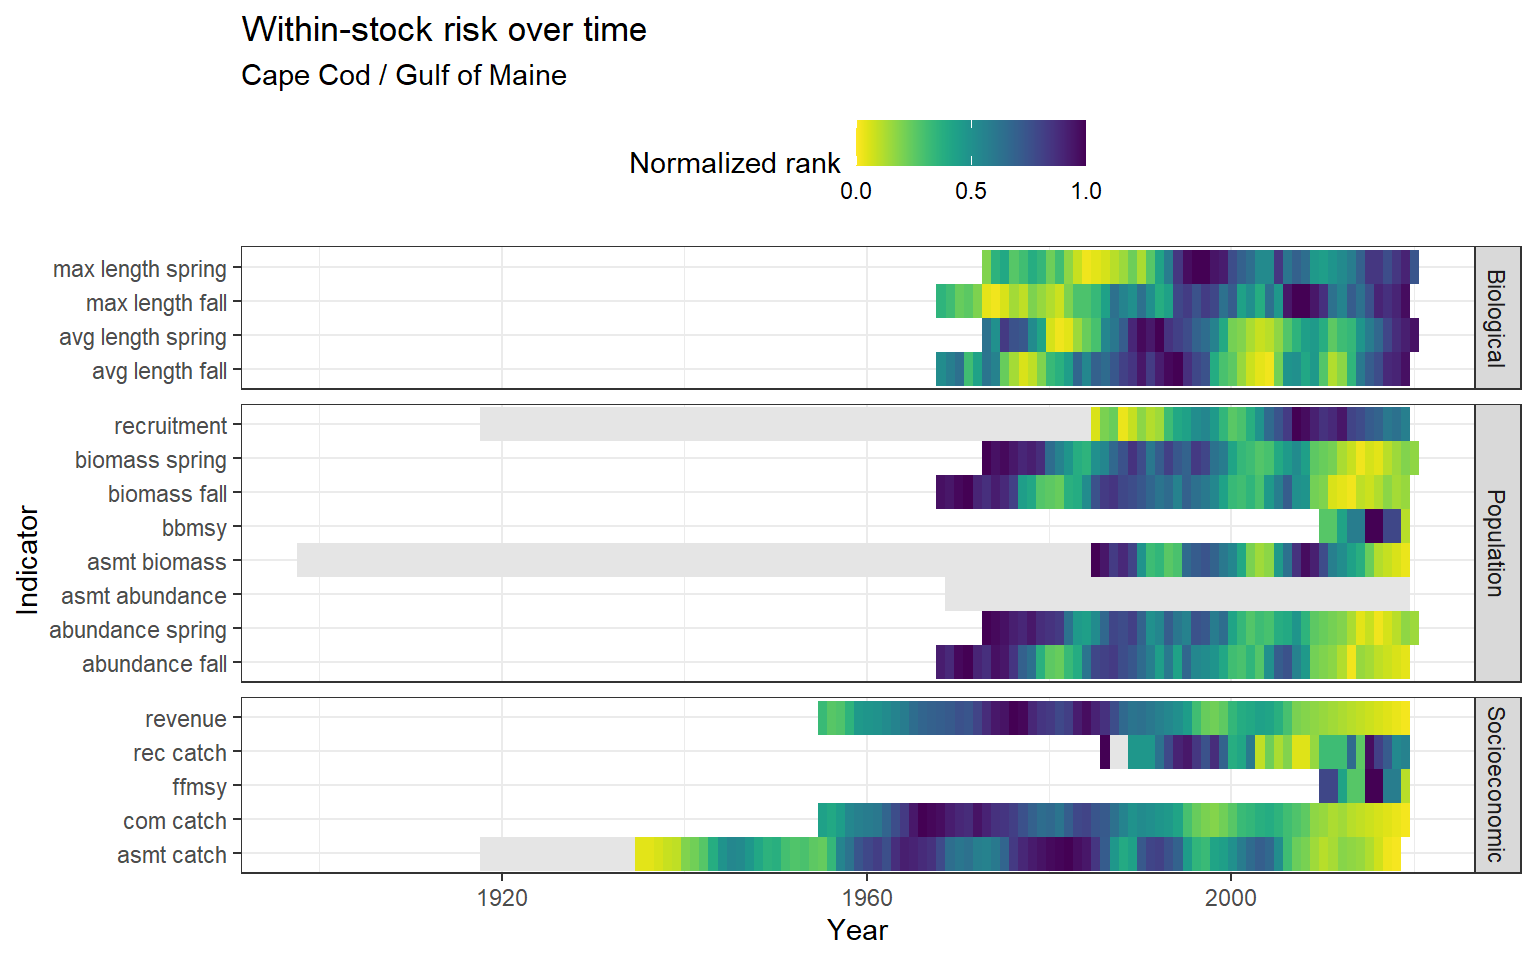 Within-stock risk over time
Cape Cod / Gulf of Maine
Normalized rank
0.0 0.5 1.0
max length spring
max length fall
avg length spring
avg length fall
Biological
recruitment
biomass spring
biomass fall
bbmsy
asmt biomass
asmt abundance
abundance spring
abundance fall
Population
revenue
rec catch
ffmsy
com catch
asmt catch
Socioeconomic
Indicator
1920 1960 2000
Year